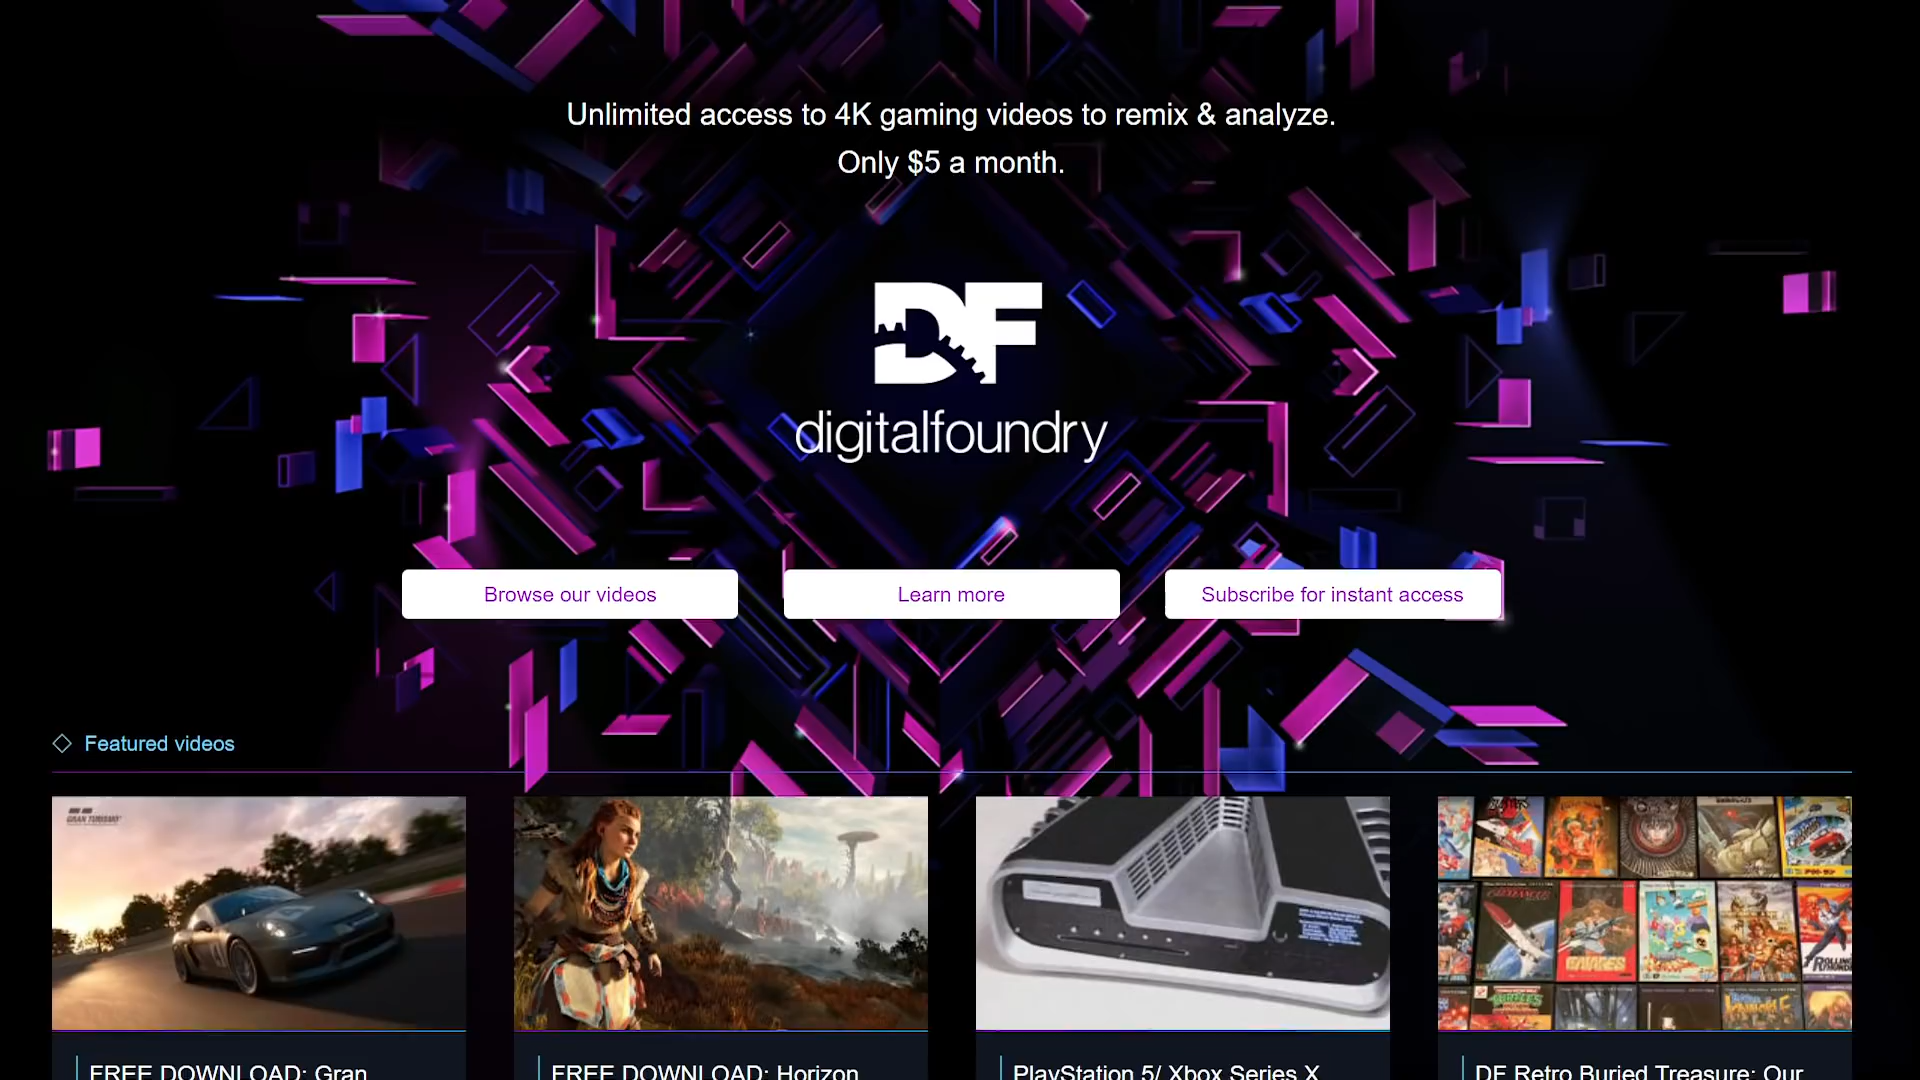 Unlimited access to 4K gaming videos to remix & analyze.
Only $5 a month.
DF
digitalfoundry
Browse our videos
Learn more
Subscribe for instant access
Featured videos
GRAN TURISMO
FREE DOWNLOAD: Gran
FREE DOWNLOAD: Horizon
PlayStation 5/ Xbox Series X
DF Retro Buried Treasure: Our